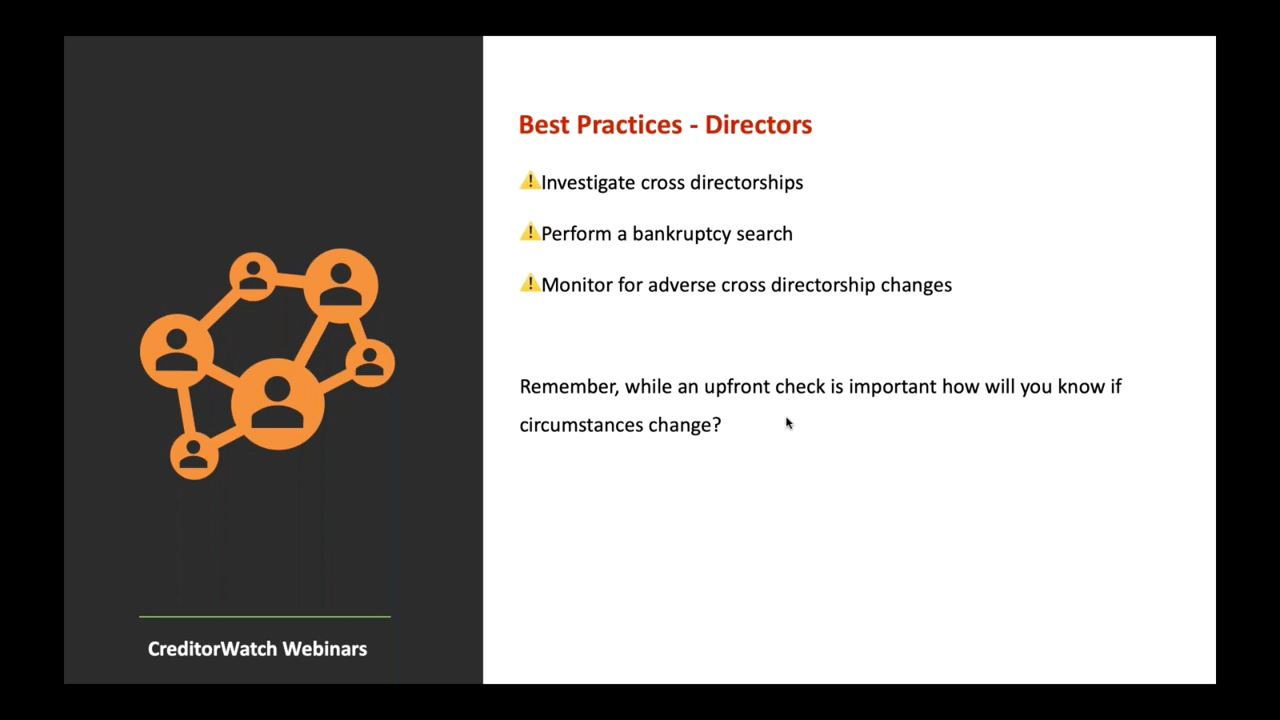 Best Practices - Directors
⚠️Investigate cross directorships
⚠️Perform a bankruptcy search
⚠️Monitor for adverse cross directorship changes
Remember, while an upfront check is important how will you know if
circumstances change?
CreditorWatch Webinars